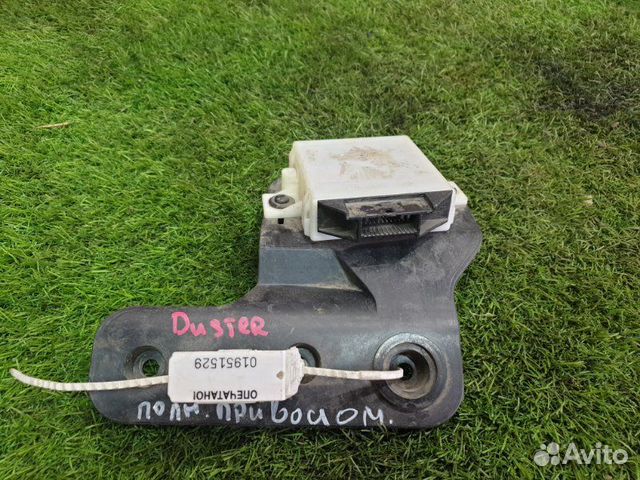 Duster
ОПЕЧАТАНО!
01951529
полн. приводом.
Avito